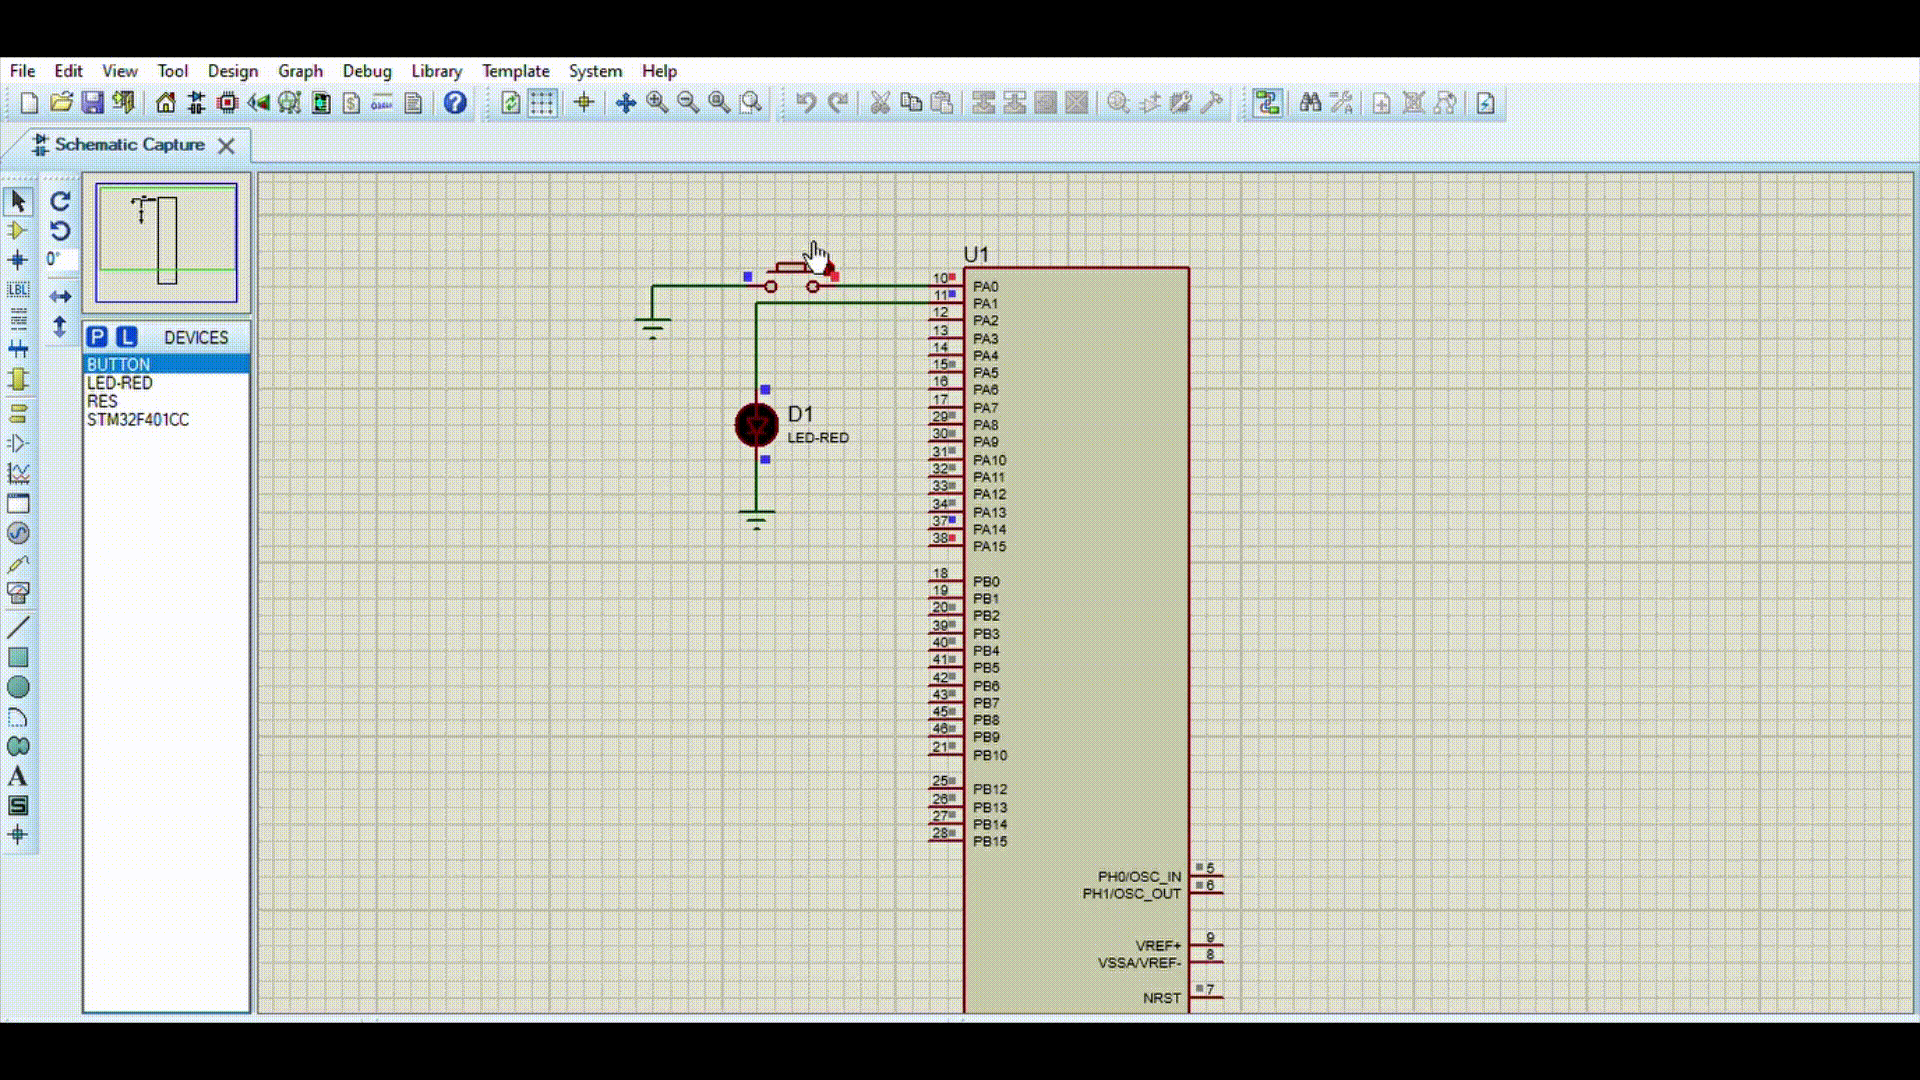 File Edit View Tool Design Graph Debug Library Template System Help
Schematic Capture
0°
LBL
P L DEVICES
BUTTON
LED-RED
RES
STM32F401CC
A
S
D1
LED-RED
U1
10 PA0
11 PA1
12 PA2
13 PA3
14 PA4
15 PA5
16 PA6
17 PA7
29 PA8
30 PA9
31 PA10
32 PA11
33 PA12
34 PA13
37 PA14
38 PA15
18 PB0
19 PB1
20 PB2
39 PB3
40 PB4
41 PB5
42 PB6
43 PB7
45 PB8
46 PB9
21 PB10
25 PB12
26 PB13
27 PB14
28 PB15
PH0/OSC_IN 5
PH1/OSC_OUT 6
VREF+ 9
VSSA/VREF- 8
NRST 7